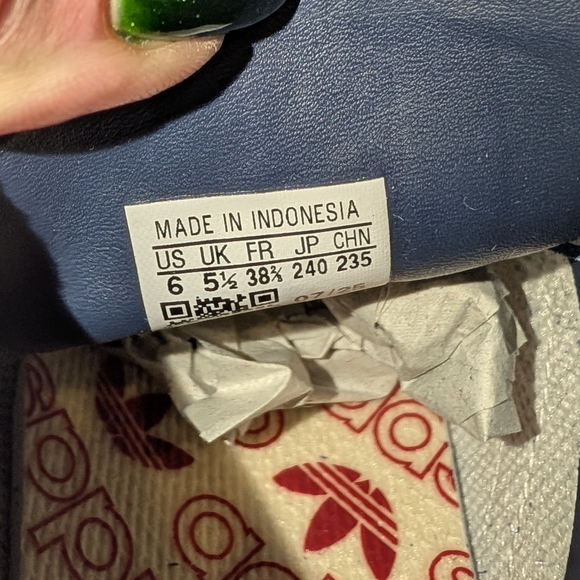 MADE IN INDONESIA
US UK FR JP CHN
6 5½ 38⅔ 240 235
07/25